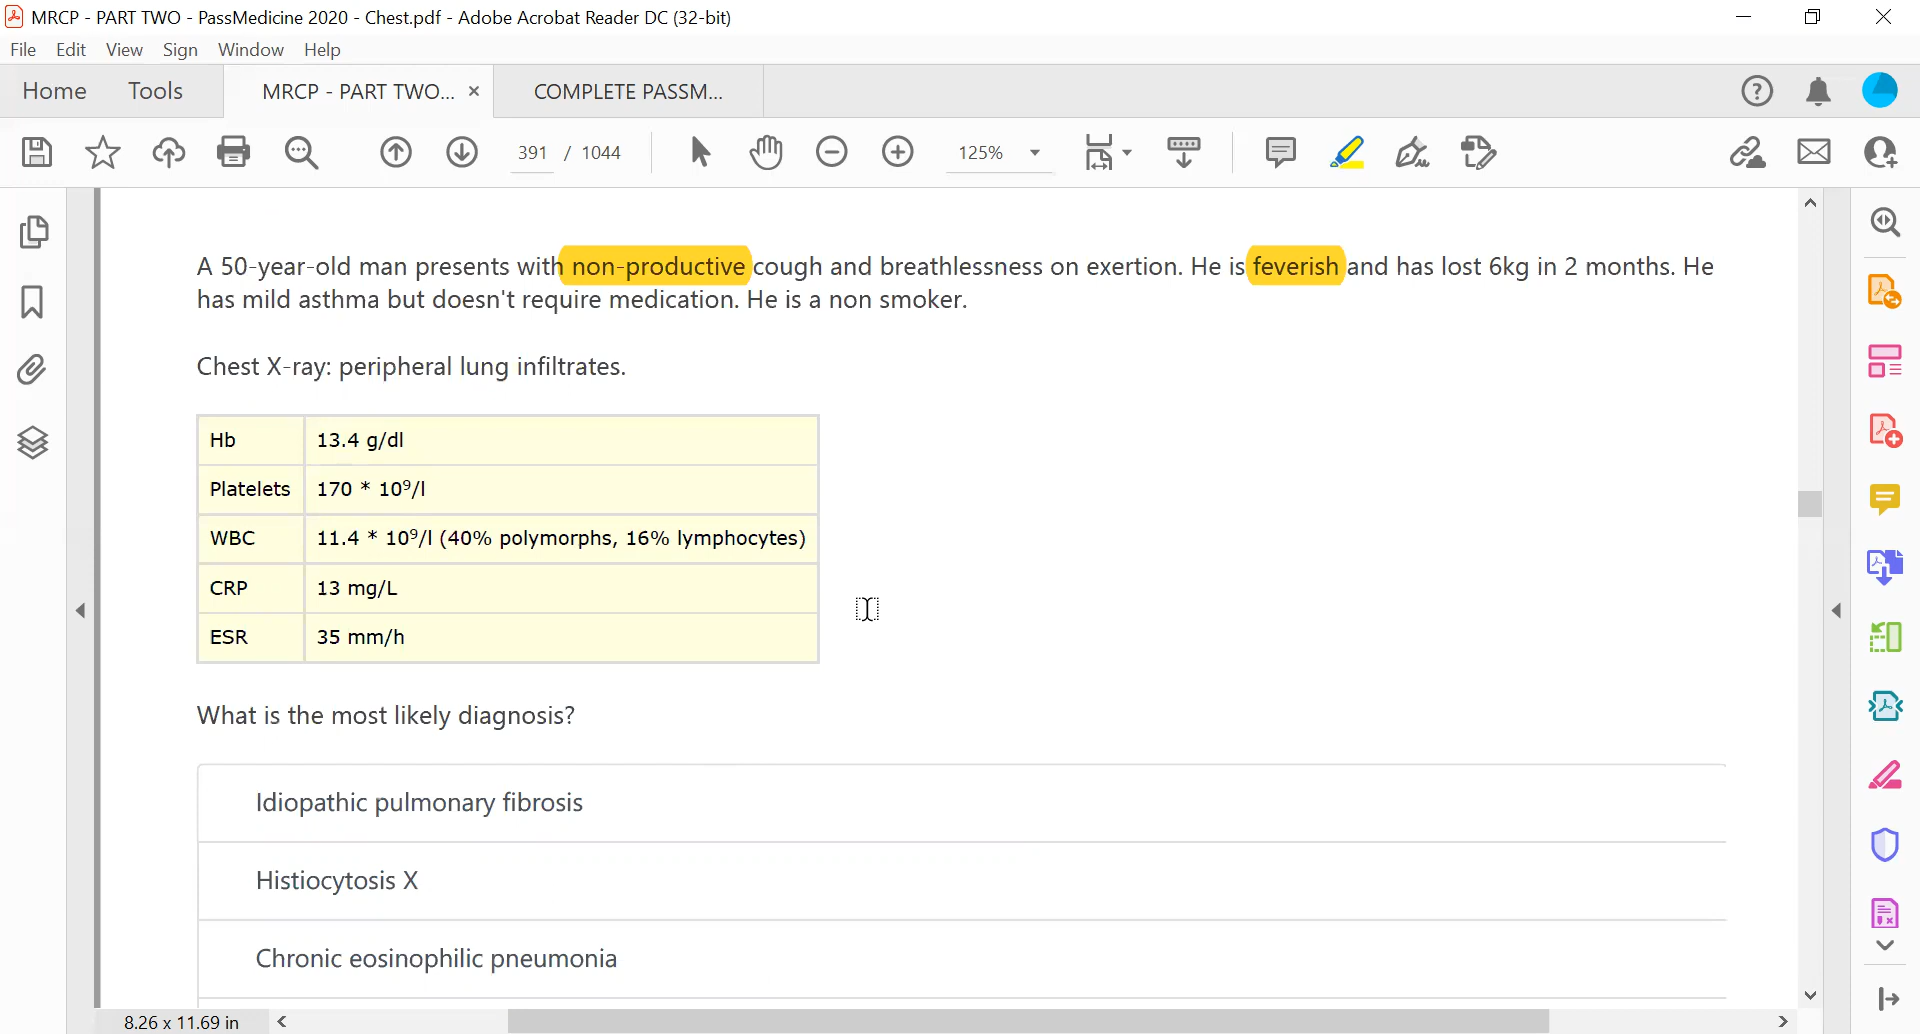 MRCP - PART TWO - PassMedicine 2020 - Chest.pdf - Adobe Acrobat Reader DC (32-bit)
File Edit View Sign Window Help
Home Tools MRCP - PART TWO... × COMPLETE PASSM...
391 / 1044 125%
A 50-year-old man presents with non-productive cough and breathlessness on exertion. He is feverish and has lost 6kg in 2 months. He
has mild asthma but doesn't require medication. He is a non smoker.
Chest X-ray: peripheral lung infiltrates.
Hb 13.4 g/dl
Platelets 170 * 10⁹/l
WBC 11.4 * 10⁹/l (40% polymorphs, 16% lymphocytes)
CRP 13 mg/L
ESR 35 mm/h
What is the most likely diagnosis?
Idiopathic pulmonary fibrosis
Histiocytosis X
Chronic eosinophilic pneumonia
8.26 x 11.69 in